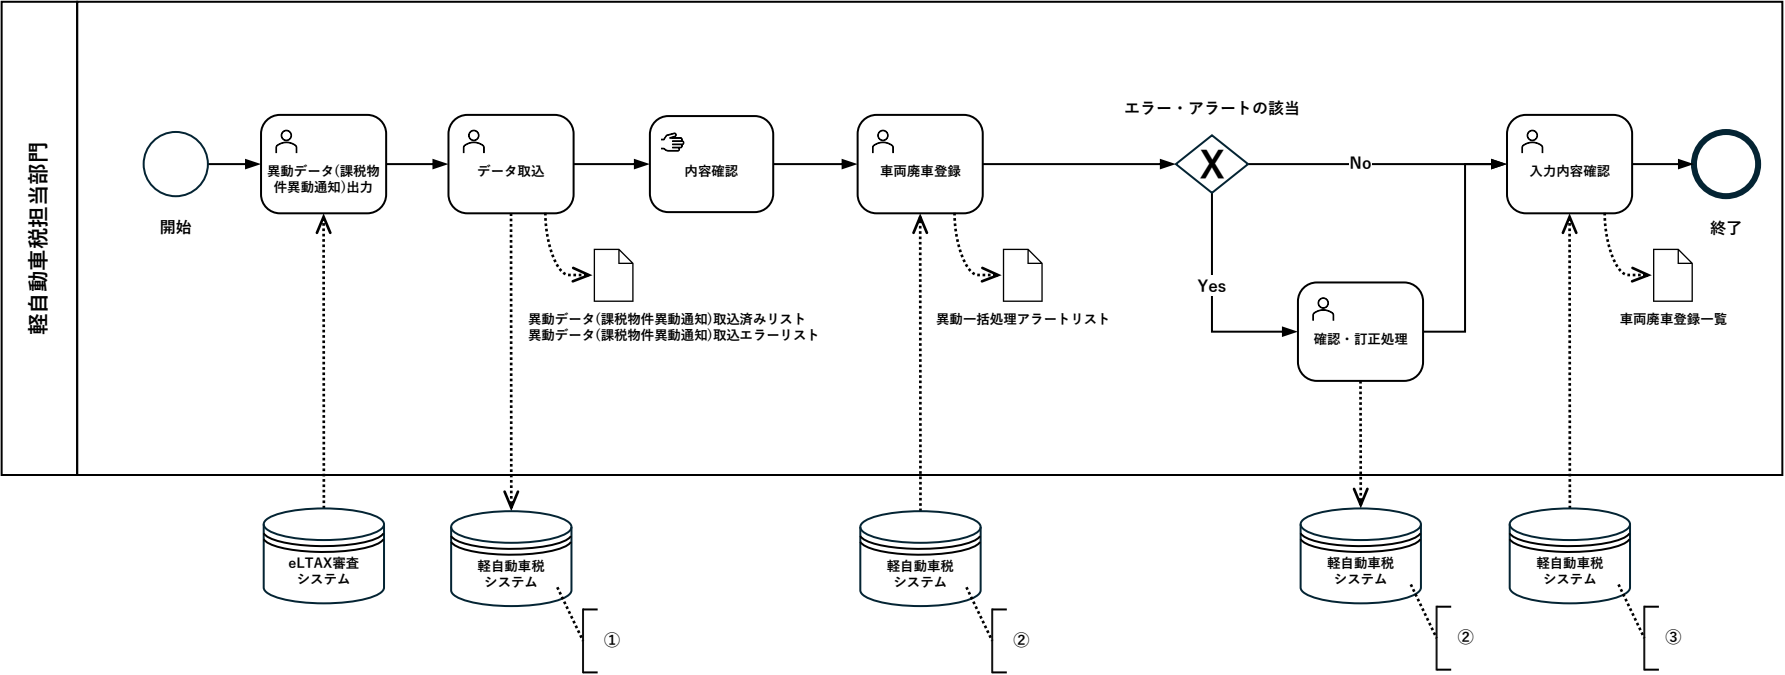 軽自動車税担当部門
開始
異動データ(課税物
件異動通知)出力
データ取込
内容確認
車両廃車登録
エラー・アラートの該当
X
No
Yes
入力内容確認
終了
確認・訂正処理
異動データ(課税物件異動通知)取込済みリスト
異動データ(課税物件異動通知)取込エラーリスト
異動一括処理アラートリスト
車両廃車登録一覧
eLTAX審査
システム
軽自動車税
システム
軽自動車税
システム
軽自動車税
システム
軽自動車税
システム
①
②
②
③